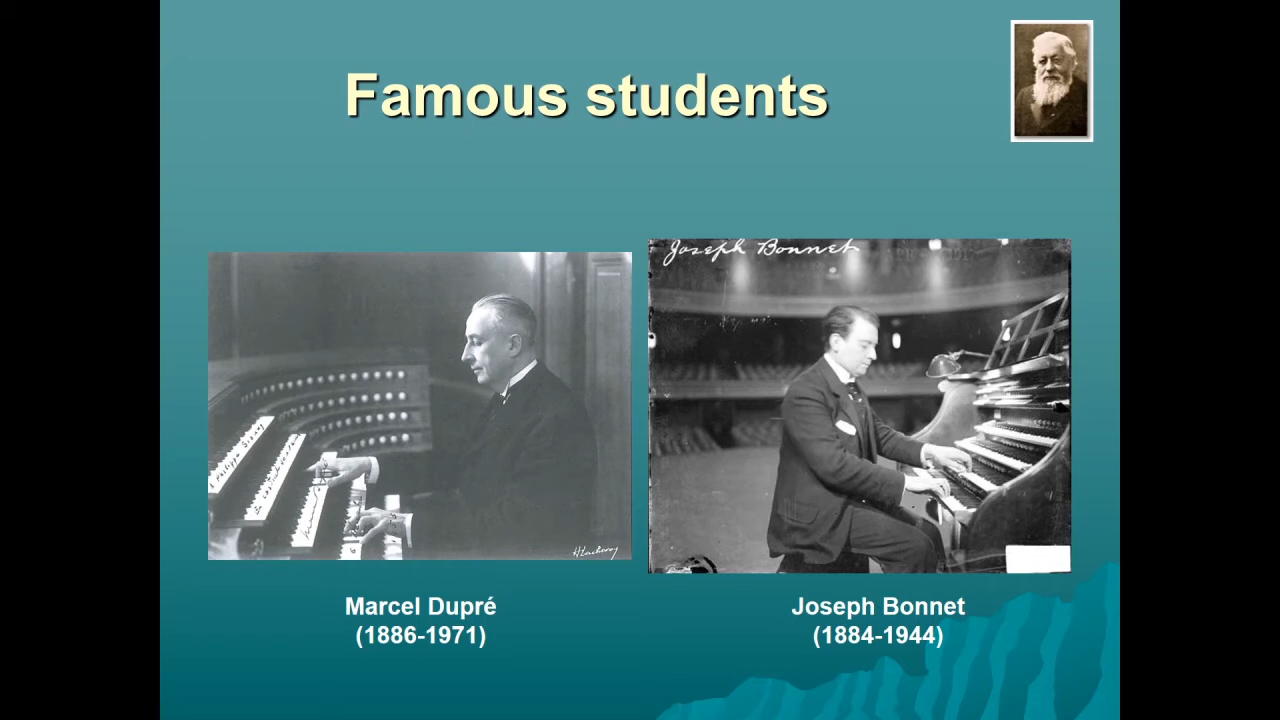 Famous students
Joseph Bonnet
Marcel Dupré
(1886-1971)
Joseph Bonnet
(1884-1944)